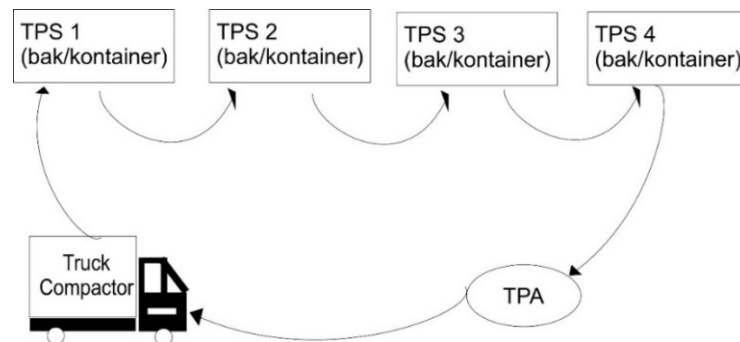 TPS 1
(bak/kontainer)
TPS 2
(bak/kontainer)
TPS 3
(bak/kontainer)
TPS 4
(bak/kontainer)
Truck
Compactor
TPA